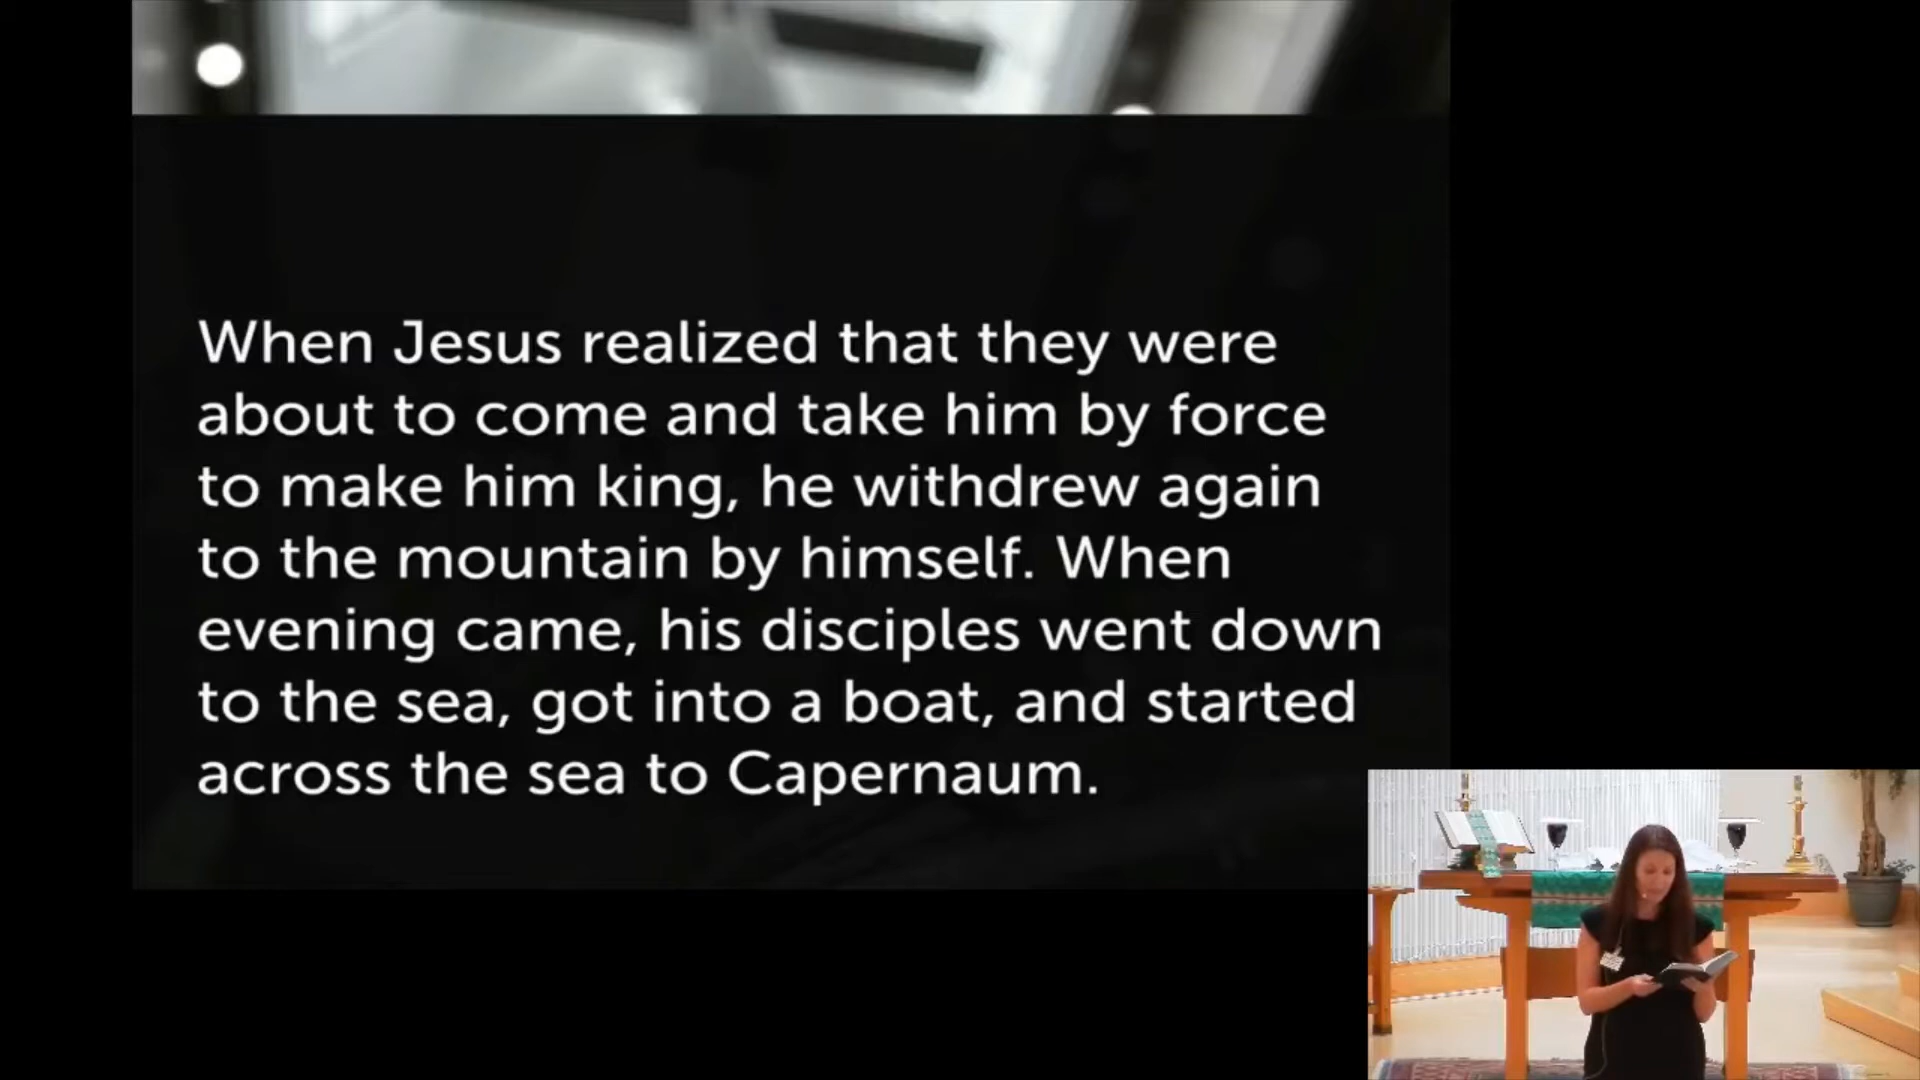 When Jesus realized that they were
about to come and take him by force
to make him king, he withdrew again
to the mountain by himself. When
evening came, his disciples went down
to the sea, got into a boat, and started
across the sea to Capernaum.